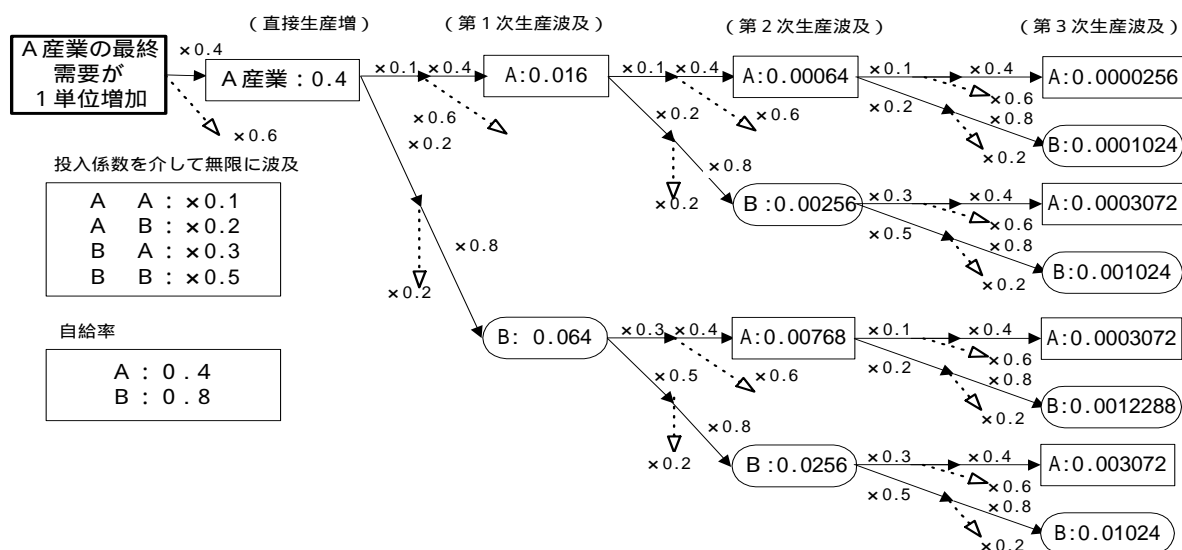 (直接生産増)
(第1次生産波及)
(第2次生産波及)
(第3次生産波及)
A産業の最終
需要が
1単位増加
×0.4
×0.6
A産業:0.4
×0.1
×0.4
×0.6
×0.2
×0.2
×0.8
A:0.016
×0.1
×0.4
×0.6
×0.2
×0.2
×0.8
A:0.00064
×0.1
×0.4
×0.6
×0.2
×0.8
×0.2
A:0.0000256
B:0.0001024
B:0.00256
×0.3
×0.4
×0.6
×0.5
×0.8
×0.2
A:0.0003072
B:0.001024
B: 0.064
×0.3
×0.4
×0.6
×0.5
×0.8
×0.2
A:0.00768
×0.1
×0.4
×0.6
×0.2
×0.8
×0.2
A:0.0003072
B:0.0012288
B:0.0256
×0.3
×0.4
×0.6
×0.5
×0.8
×0.2
A:0.003072
B:0.01024
投入係数を介して無限に波及
A A:×0.1
A B:×0.2
B A:×0.3
B B:×0.5
自給率
A:0.4
B:0.8